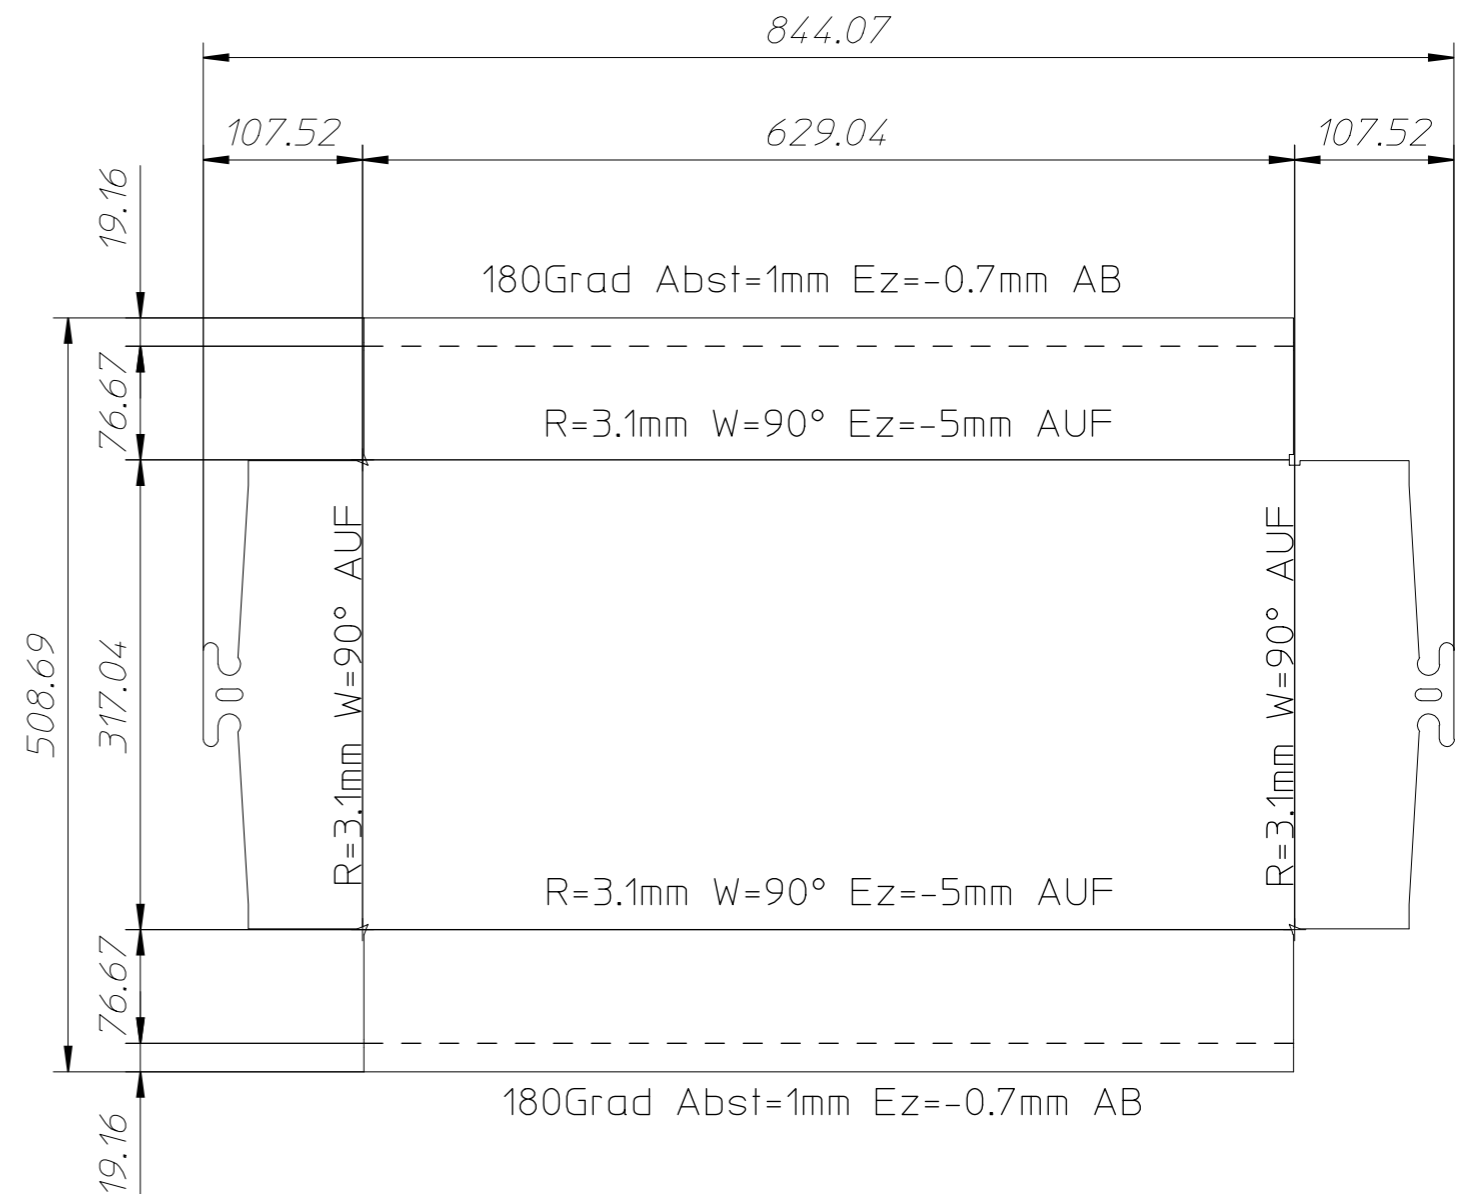 844.07
107.52
629.04
107.52
19.16
180Grad Abst=1mm Ez=-0.7mm AB
76.67
R=3.1mm W=90° Ez=-5mm AUF
508.69
317.04
R=3.1mm W=90° AUF
R=3.1mm W=90° AUF
R=3.1mm W=90° Ez=-5mm AUF
76.67
180Grad Abst=1mm Ez=-0.7mm AB
19.16